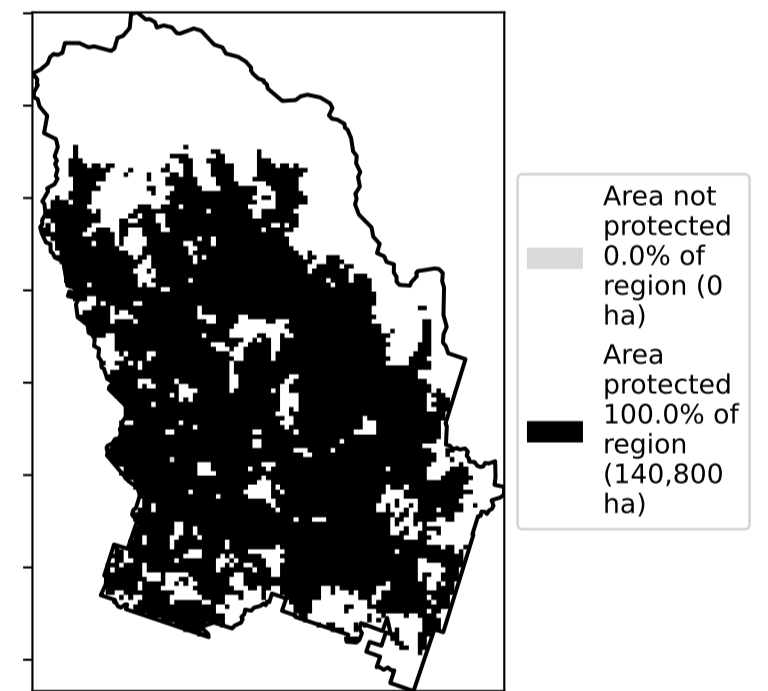 Area not
protected
0.0% of
region (0
ha)
Area
protected
100.0% of
region
(140,800
ha)